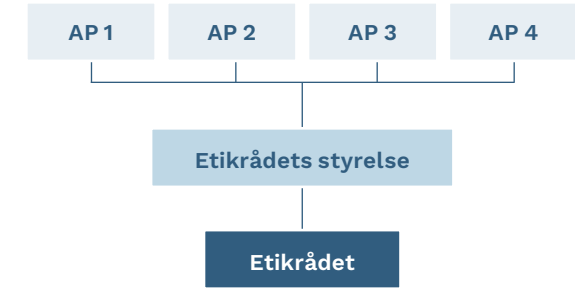 AP 1 AP 2 AP 3 AP 4
Etikrådets styrelse
Etikrådet